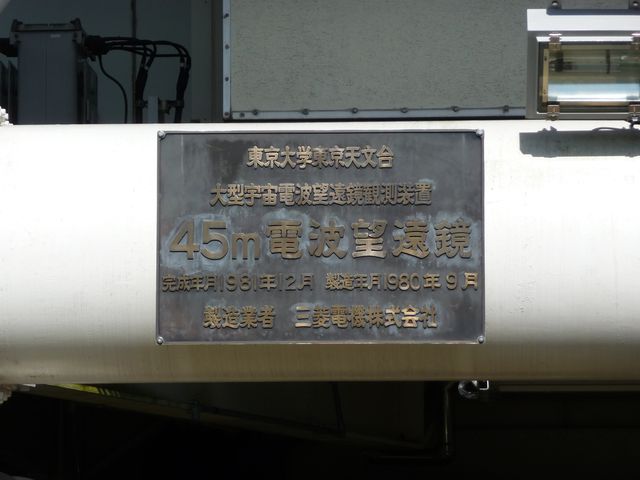 東京大学東京天文台
大型宇宙電波望遠鏡観測装置
45m電波望遠鏡
完成年月1981年12月 製造年月1980年9月
製造業者 三菱電機株式会社